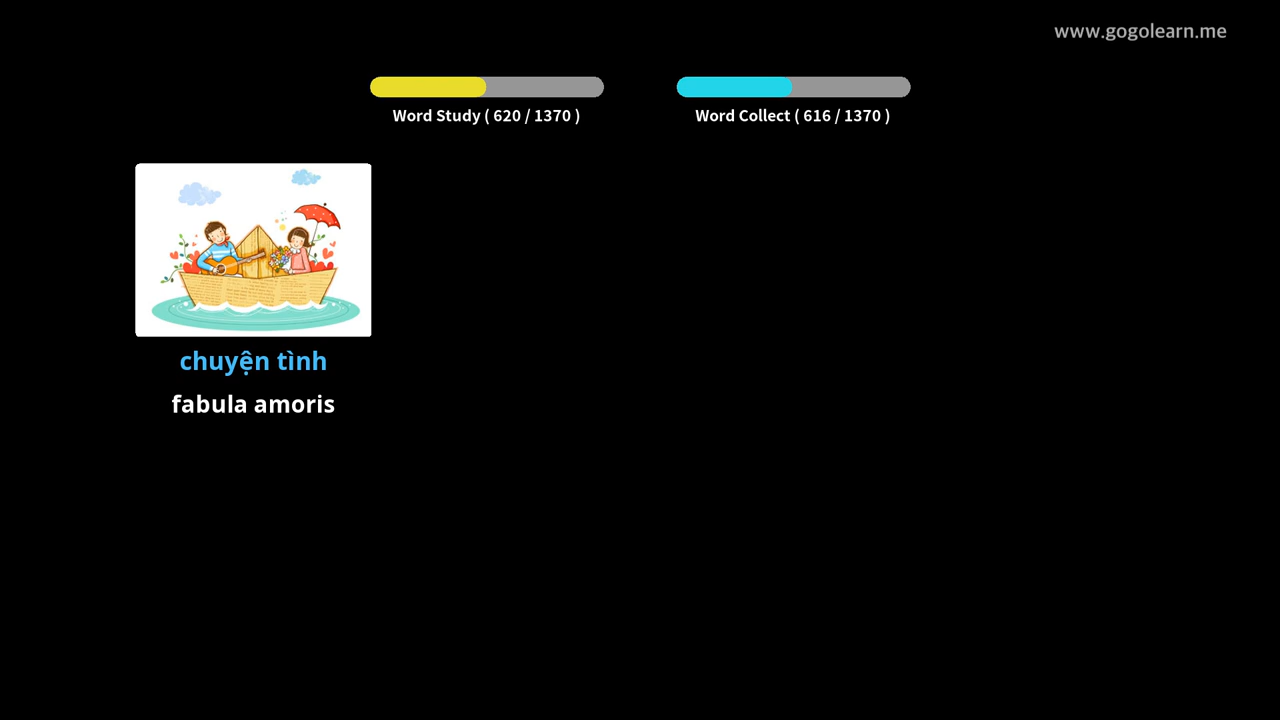 www.gogolearn.me
Word Study ( 620 / 1370 )
Word Collect ( 616 / 1370 )
chuyện tình
fabula amoris